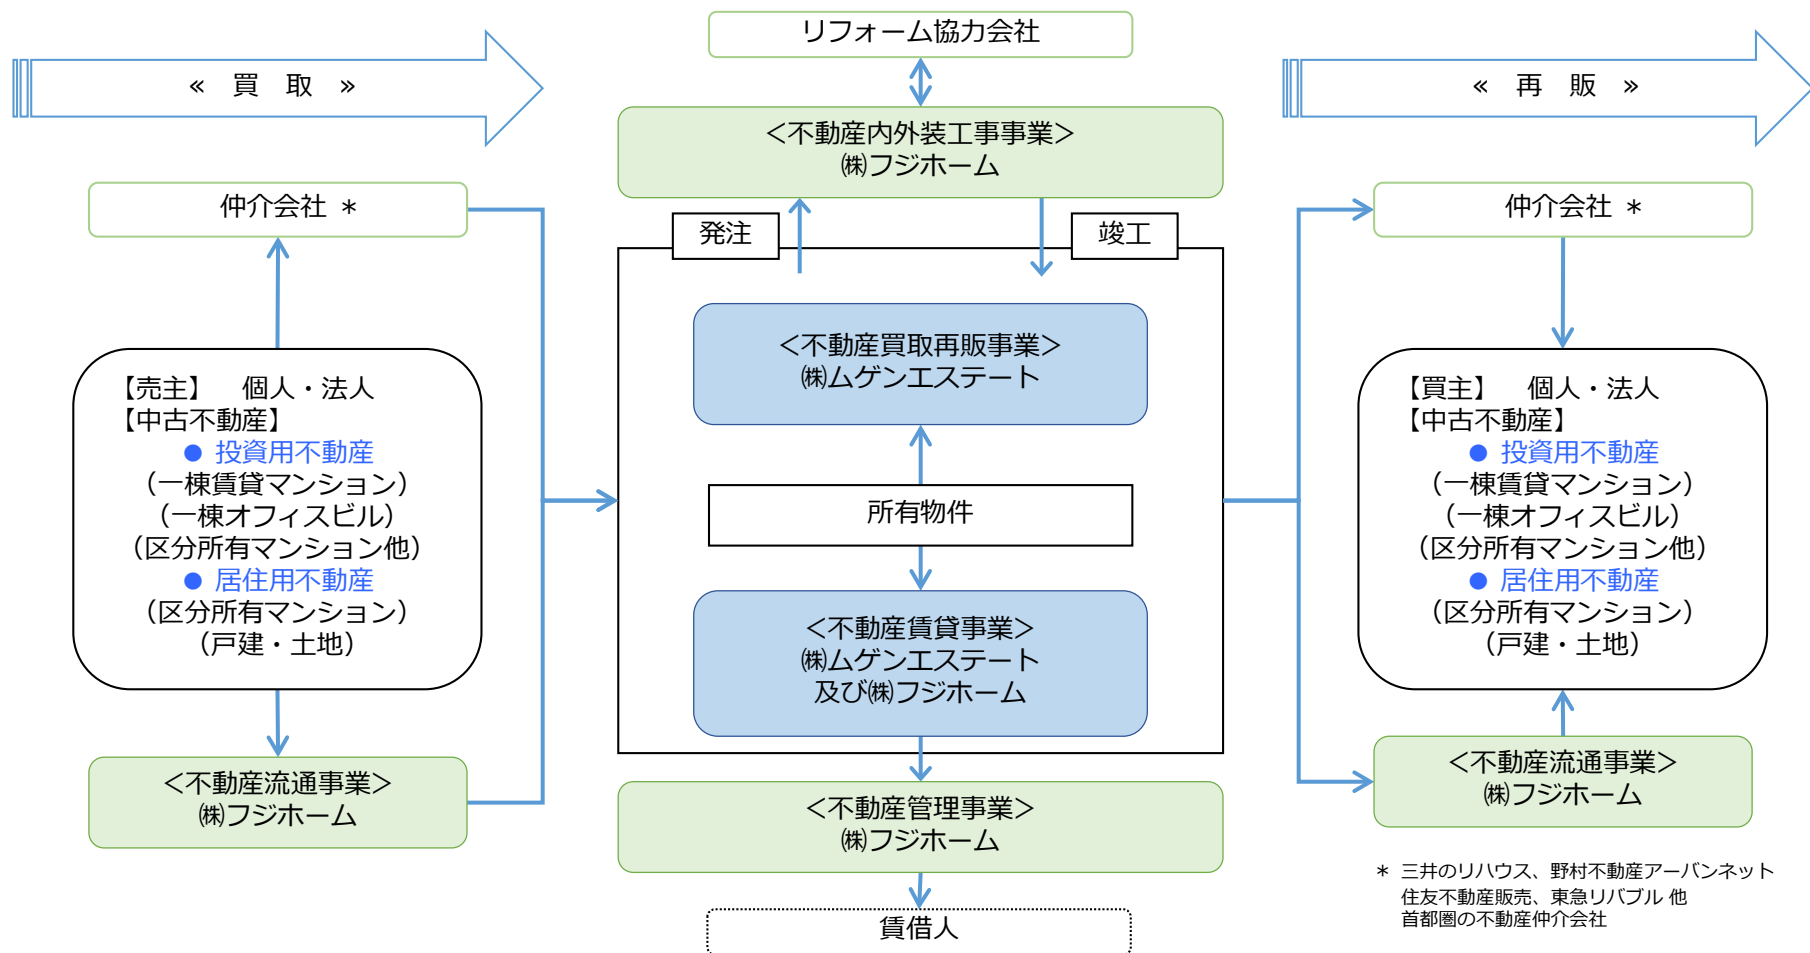 リフォーム協力会社
« 買 取 »
« 再 販 »
＜不動産内外装工事事業＞
㈱フジホーム
仲介会社 ＊
発注
竣工
仲介会社 ＊
【売主】 個人・法人
【中古不動産】
● 投資用不動産
（一棟賃貸マンション）
（一棟オフィスビル）
（区分所有マンション他）
● 居住用不動産
（区分所有マンション）
（戸建・土地）
＜不動産買取再販事業＞
㈱ムゲンエステート
所有物件
＜不動産賃貸事業＞
㈱ムゲンエステート
及び㈱フジホーム
【買主】 個人・法人
【中古不動産】
● 投資用不動産
（一棟賃貸マンション）
（一棟オフィスビル）
（区分所有マンション他）
● 居住用不動産
（区分所有マンション）
（戸建・土地）
＜不動産流通事業＞
㈱フジホーム
＜不動産管理事業＞
㈱フジホーム
＜不動産流通事業＞
㈱フジホーム
賃借人
＊ 三井のリハウス、野村不動産アーバンネット
住友不動産販売、東急リバブル 他
首都圏の不動産仲介会社